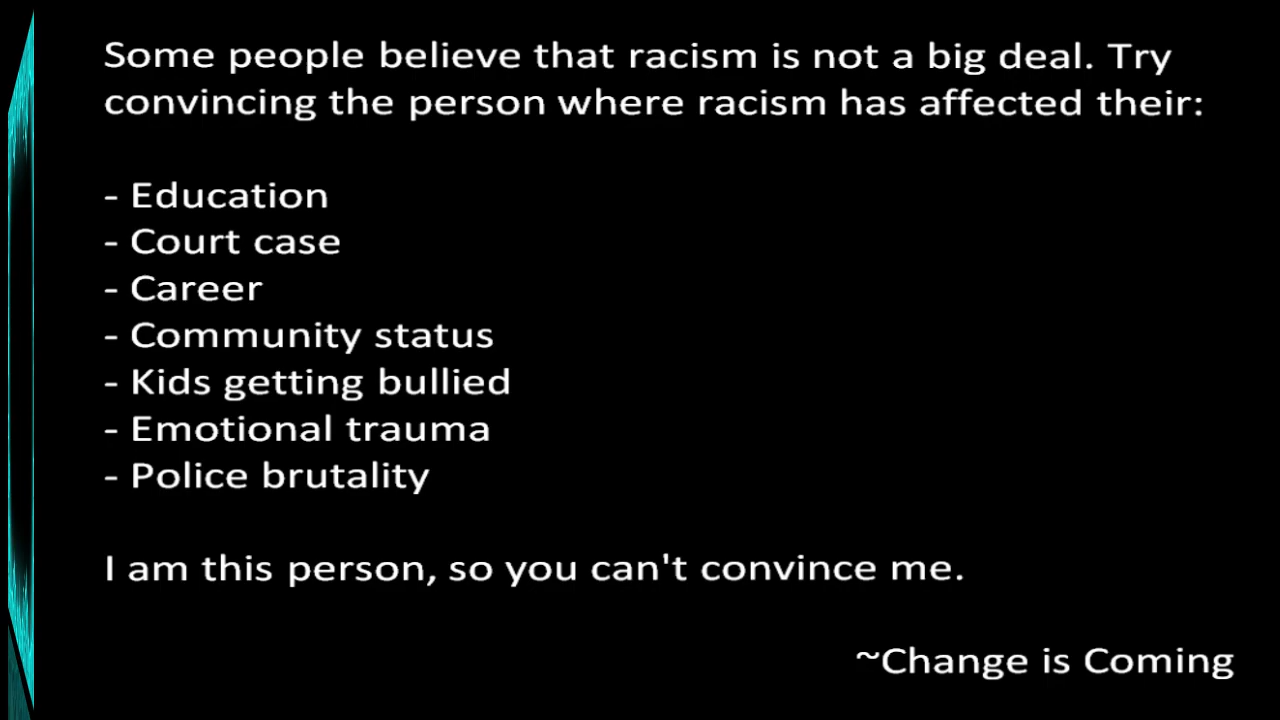 Some people believe that racism is not a big deal. Try
convincing the person where racism has affected their:
- Education
- Court case
- Career
- Community status
- Kids getting bullied
- Emotional trauma
- Police brutality
I am this person, so you can't convince me.
~Change is Coming